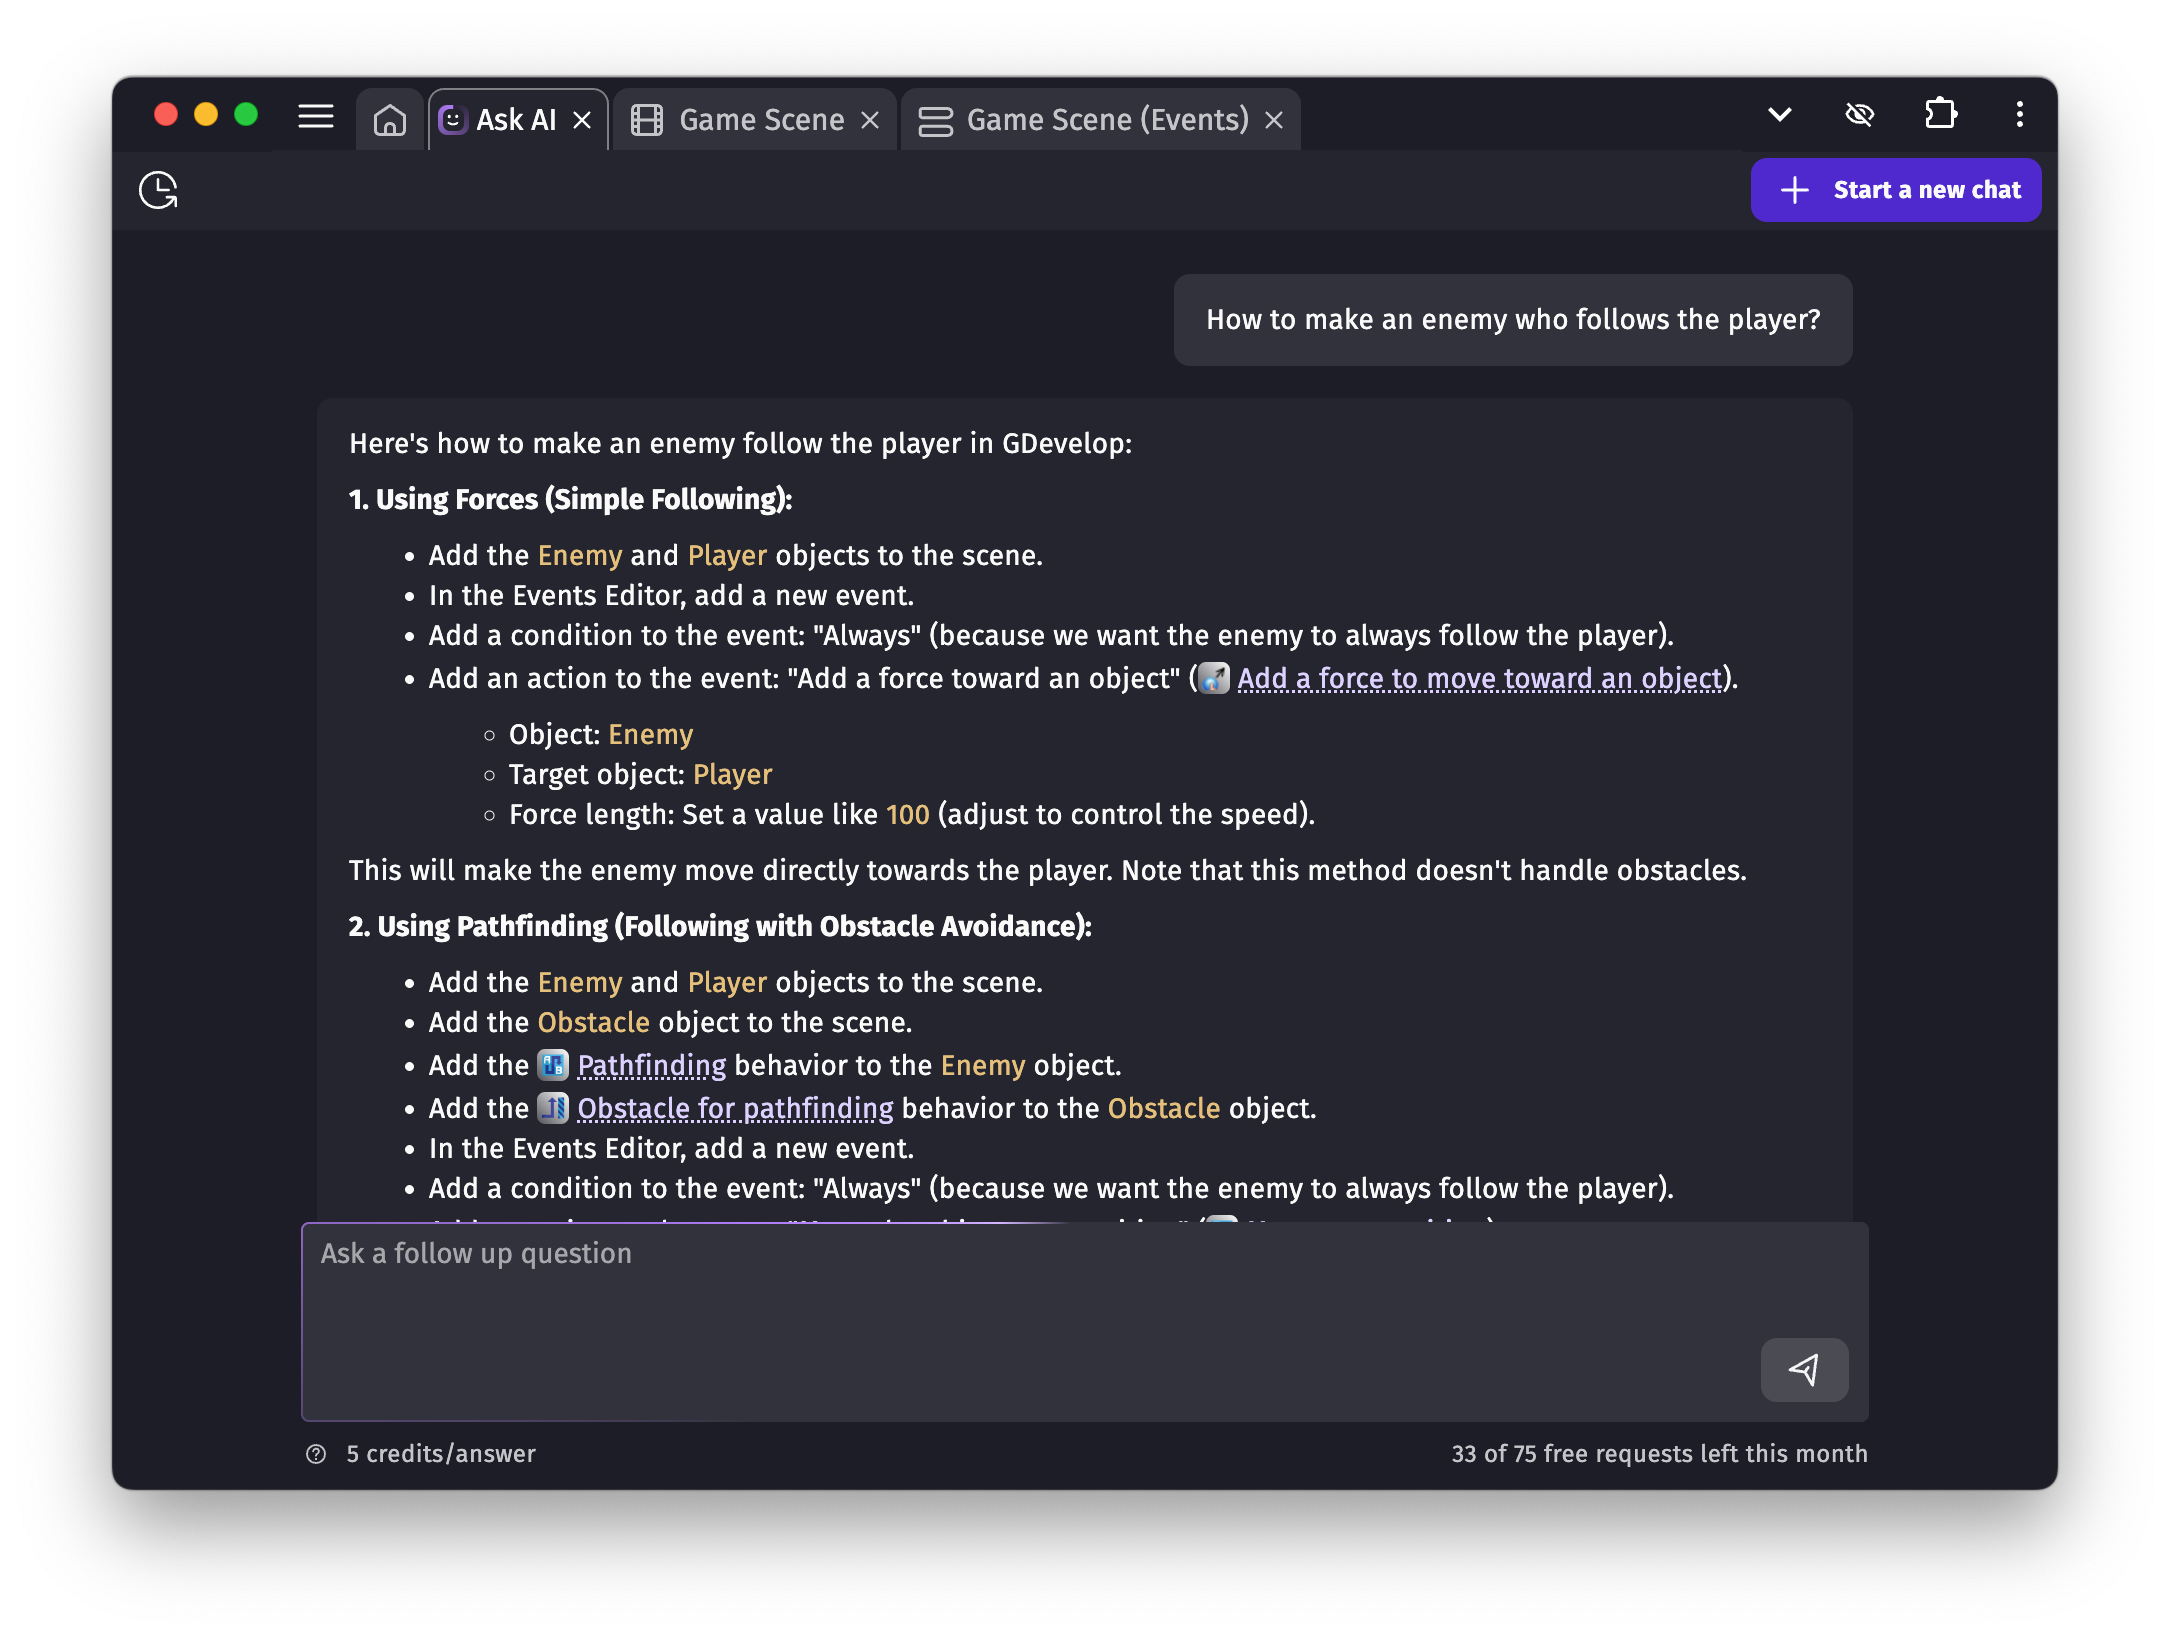 Ask AI
Game Scene
Game Scene (Events)
Start a new chat
How to make an enemy who follows the player?
Here's how to make an enemy follow the player in GDevelop:
1. Using Forces (Simple Following):
• Add the Enemy and Player objects to the scene.
• In the Events Editor, add a new event.
• Add a condition to the event: "Always" (because we want the enemy to always follow the player).
• Add an action to the event: "Add a force toward an object" (Add a force to move toward an object).
◦ Object: Enemy
◦ Target object: Player
◦ Force length: Set a value like 100 (adjust to control the speed).
This will make the enemy move directly towards the player. Note that this method doesn't handle obstacles.
2. Using Pathfinding (Following with Obstacle Avoidance):
• Add the Enemy and Player objects to the scene.
• Add the Obstacle object to the scene.
• Add the Pathfinding behavior to the Enemy object.
• Add the Obstacle for pathfinding behavior to the Obstacle object.
• In the Events Editor, add a new event.
• Add a condition to the event: "Always" (because we want the enemy to always follow the player).
Ask a follow up question
5 credits/answer
33 of 75 free requests left this month